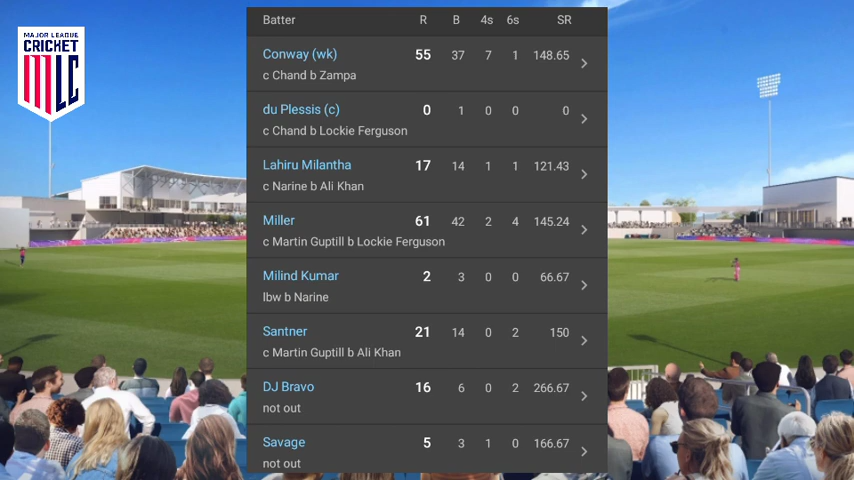 MAJOR LEAGUE
CRICKET
MLC
Batter R B 4s 6s SR
Conway (wk) 55 37 7 1 148.65
c Chand b Zampa
du Plessis (c) 0 1 0 0 0
c Chand b Lockie Ferguson
Lahiru Milantha 17 14 1 1 121.43
c Narine b Ali Khan
Miller 61 42 2 4 145.24
c Martin Guptill b Lockie Ferguson
Milind Kumar 2 3 0 0 66.67
lbw b Narine
Santner 21 14 0 2 150
c Martin Guptill b Ali Khan
DJ Bravo 16 6 0 2 266.67
not out
Savage 5 3 1 0 166.67
not out